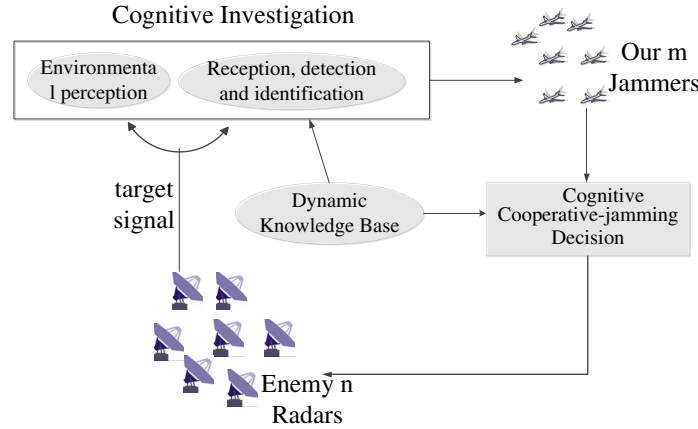 Cognitive Investigation
Environmenta
l perception
Reception, detection
and identification
Our m
Jammers
target
signal
Dynamic
Knowledge Base
Cognitive
Cooperative-jamming
Decision
Enemy n
Radars